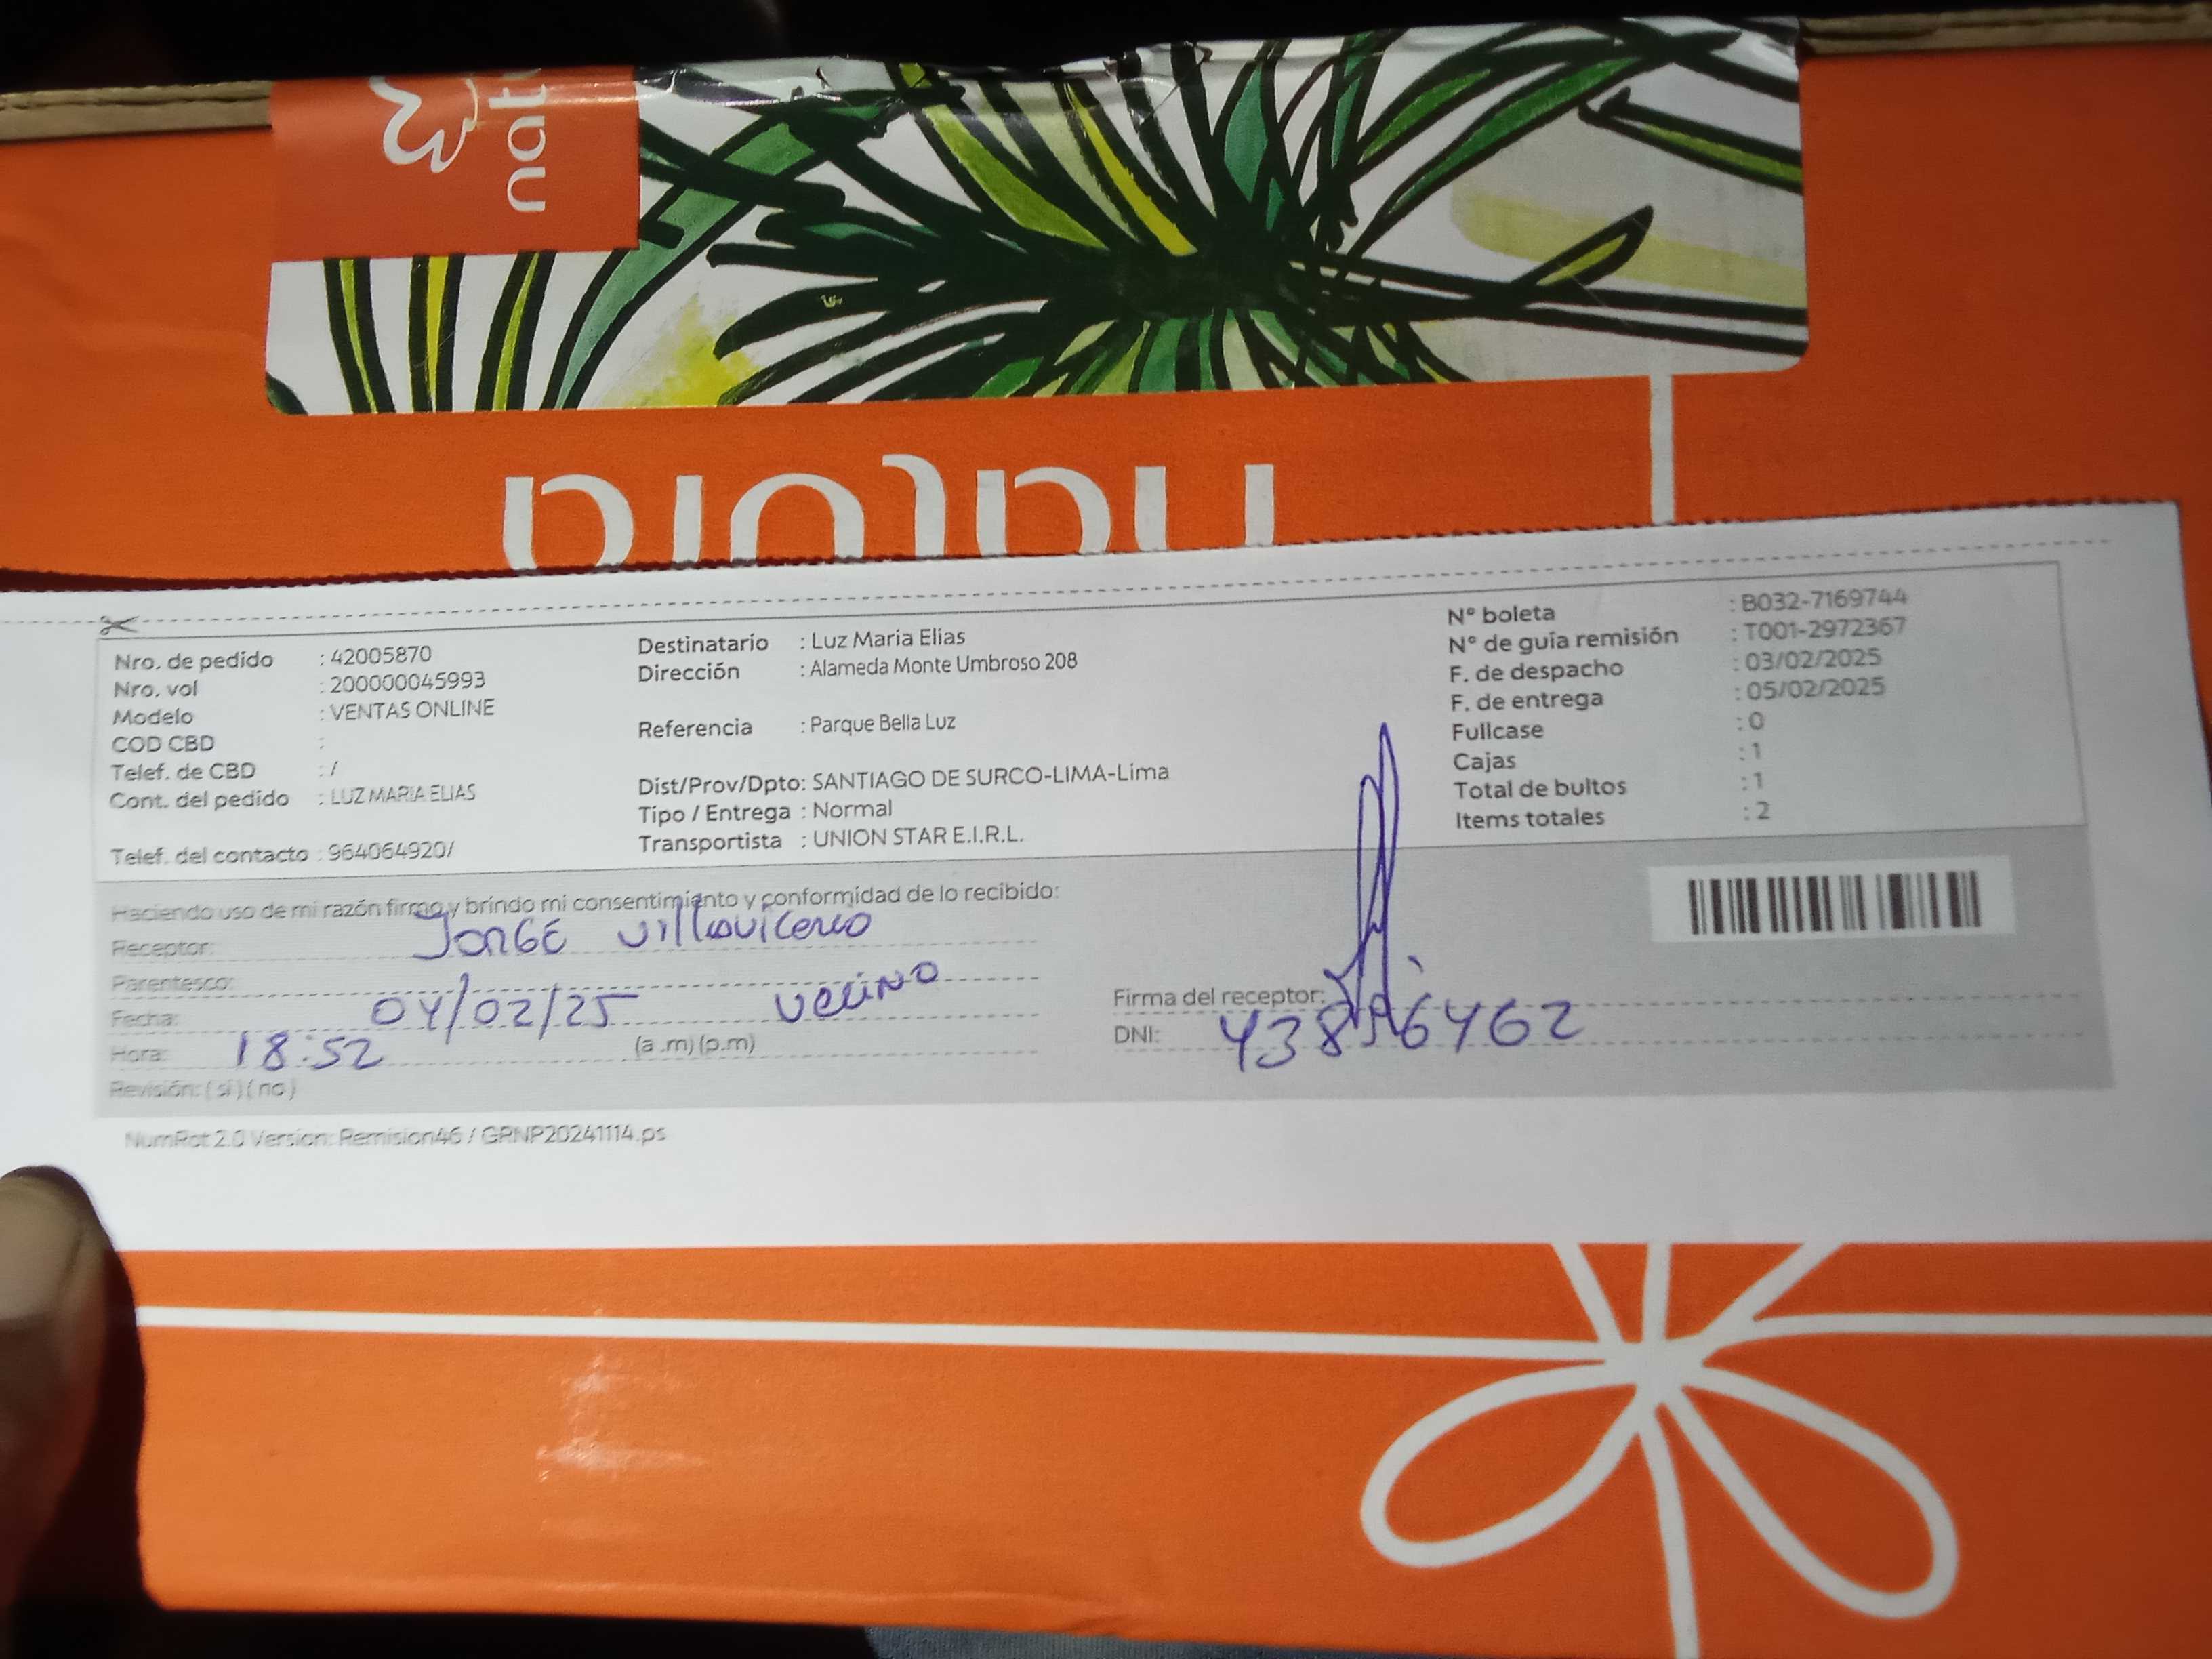 natu
natura
Nro. de pedido : 42005870
Nro. vol : 200000045993
Modelo : VENTAS ONLINE
COD CBD :
Telef. de CBD : /
Cont. del pedido : LUZ MARIA ELIAS
Telef. del contacto : 964064920/
Destinatario : Luz Maria Elias
Dirección : Alameda Monte Umbroso 208
Referencia : Parque Bella Luz
Dist/Prov/Dpto: SANTIAGO DE SURCO-LIMA-Lima
Tipo / Entrega : Normal
Transportista : UNION STAR E.I.R.L.
Nº boleta : B032-7169744
Nº de guía remisión : T001-2972367
F. de despacho : 03/02/2025
F. de entrega : 05/02/2025
Fullcase : 0
Cajas : 1
Total de bultos : 1
Items totales : 2
Haciendo uso de mi razón firmo y brindo mi consentimiento y conformidad de lo recibido:
Receptor: JORGE Villavicencio
Parentesco: vecino
Fecha: 04/02/25
Hora: 18:52 (a .m) (p.m)
Revisión: ( si ) ( no )
Firma del receptor:
DNI:
NumRot 2.0 Version: Remision46 / GRNP20241114.ps